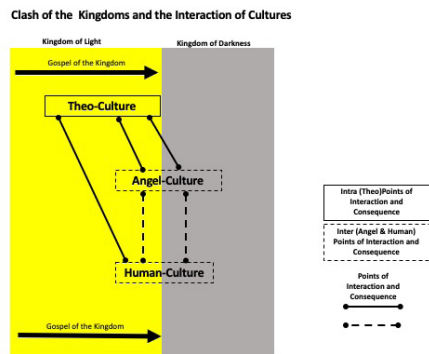 Clash of the Kingdoms and the Interaction of Cultures
Kingdom of Light
Kingdom of Darkness
Gospel of the Kingdom
Theo-Culture
Angel-Culture
Human-Culture
Gospel of the Kingdom
Intra (Theo)Points of
Interaction and
Consequence
Inter (Angel & Human)
Points of Interaction and
Consequence
Points of
Interaction and
Consequence